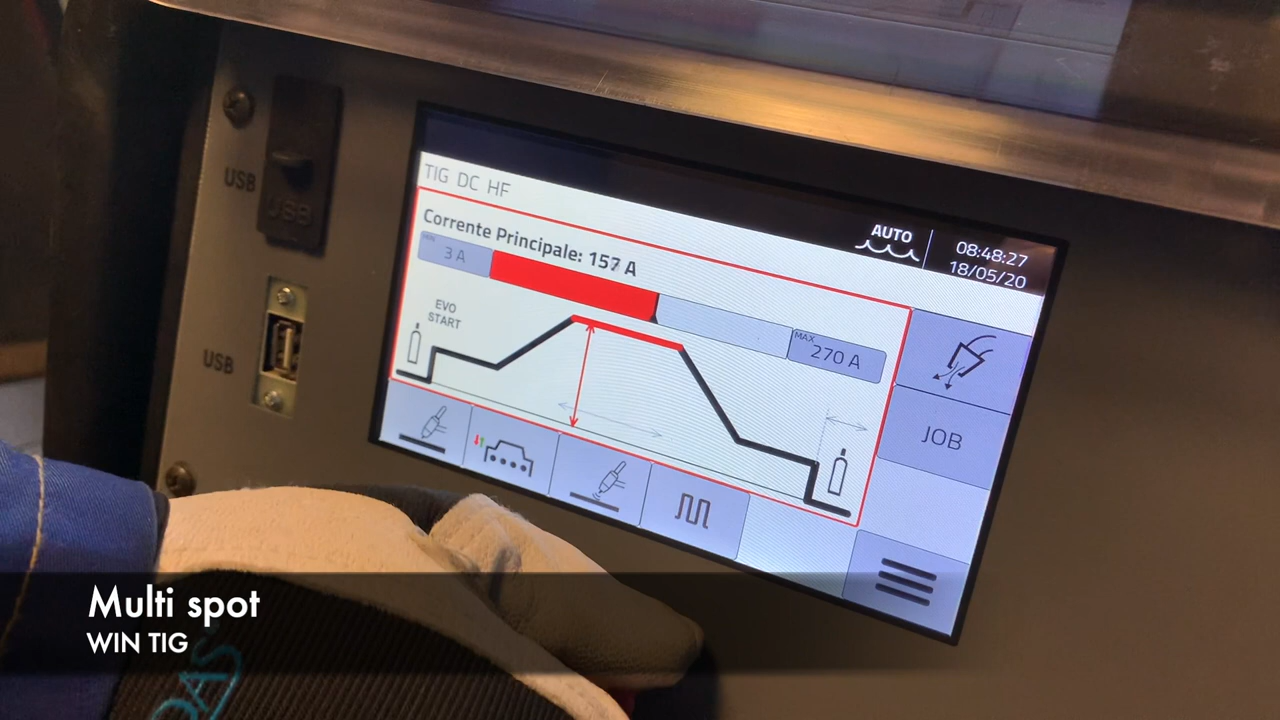 USB
USB
USB
TIG DC HF
AUTO
08:48:27
18/05/20
Corrente Principale: 157 A
MIN
3 A
MAX
270 A
EVO
START
JOB
Multi spot
WIN TIG